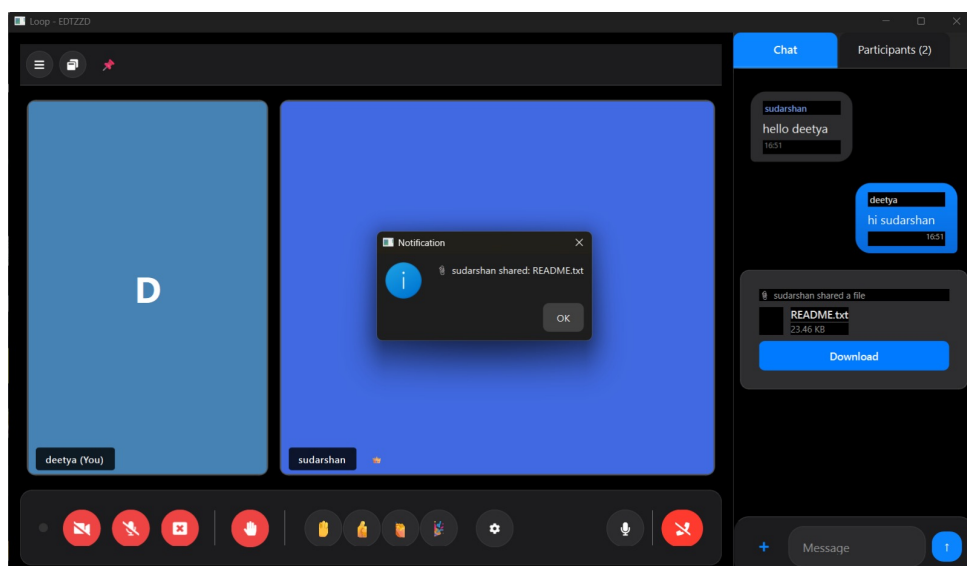 Loop - EDTZZD
D
deetya (You)
sudarshan
Notification
sudarshan shared: README.txt
OK
Chat
Participants (2)
sudarshan
hello deetya
16:51
deetya
hi sudarshan
16:51
sudarshan shared a file
README.txt
23.46 KB
Download
Message